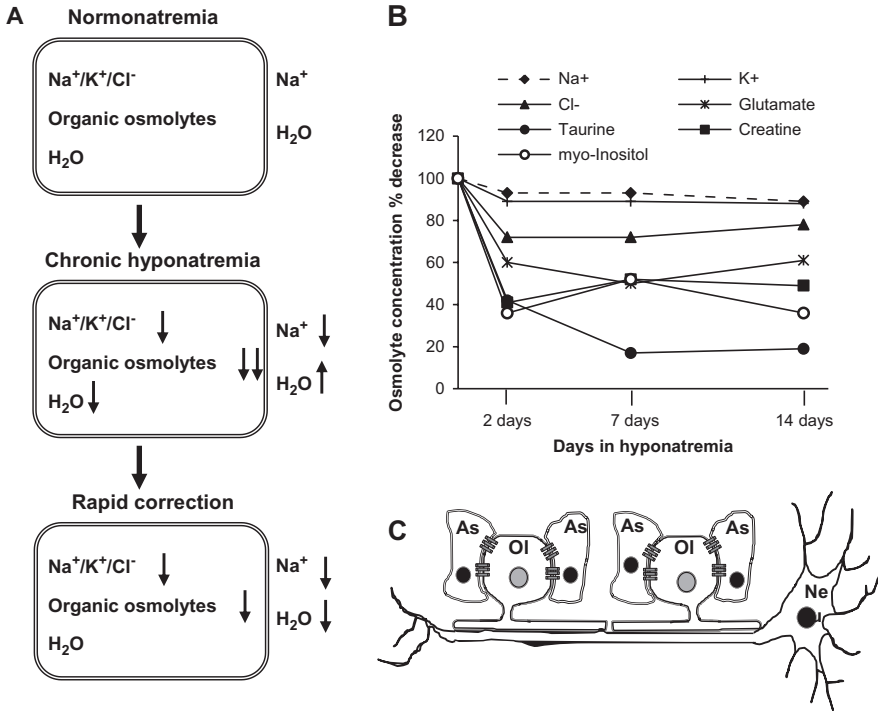 A
Normonatremia
Na⁺/K⁺/Cl⁻
Na⁺
Organic osmolytes
H₂O
H₂O
Chronic hyponatremia
Na⁺/K⁺/Cl⁻
Na⁺
Organic osmolytes
H₂O
H₂O
Rapid correction
Na⁺/K⁺/Cl⁻
Na⁺
Organic osmolytes
H₂O
H₂O
B
Na+
K+
Cl-
Glutamate
Taurine
Creatine
myo-Inositol
Osmolyte concentration % decrease
120
100
80
60
40
20
0
2 days
7 days
14 days
Days in hyponatremia
C
As
Ol
As
As
Ol
As
Ne
u